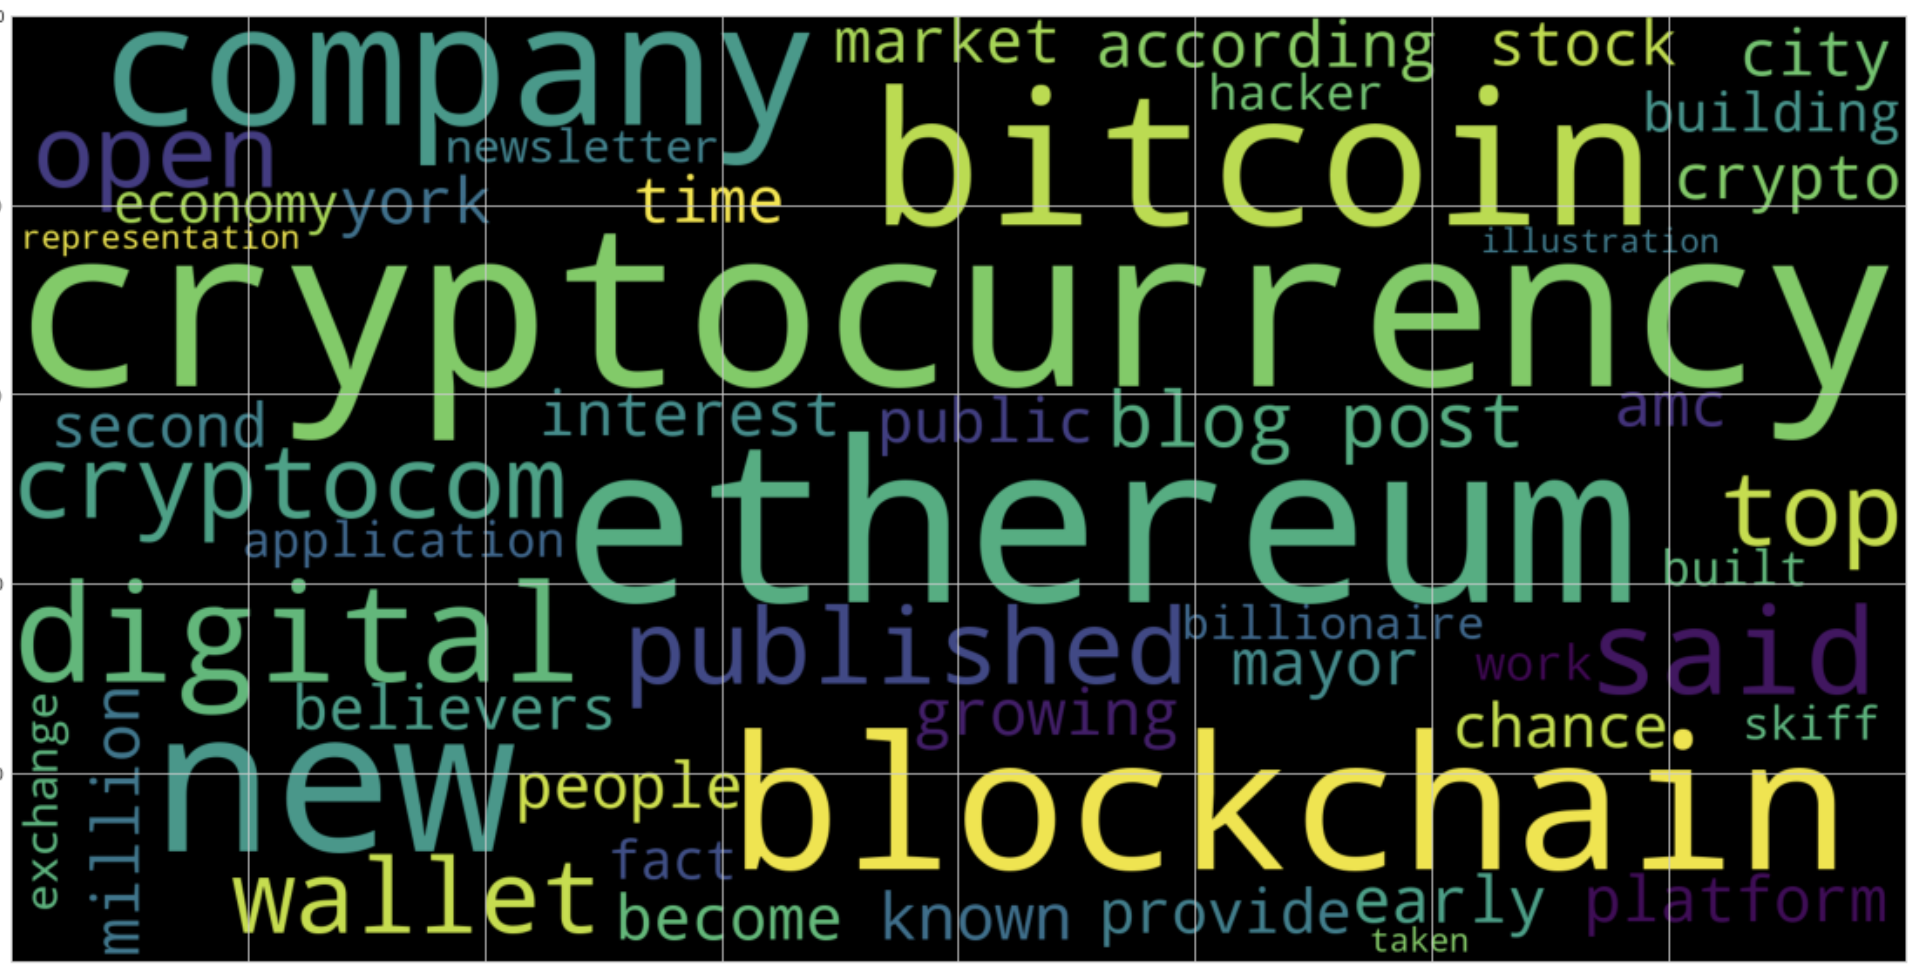 company market according stock city
hacker
open newsletter bitcoin building
economy york time crypto
representation illustration
cryptocurrency
second interest public blog post amc
cryptocom ethereum top
application built
digital published billionaire said
mayor work
believers growing chance skiff
exchange million new people blockchain
wallet fact
become known provide early platform
taken